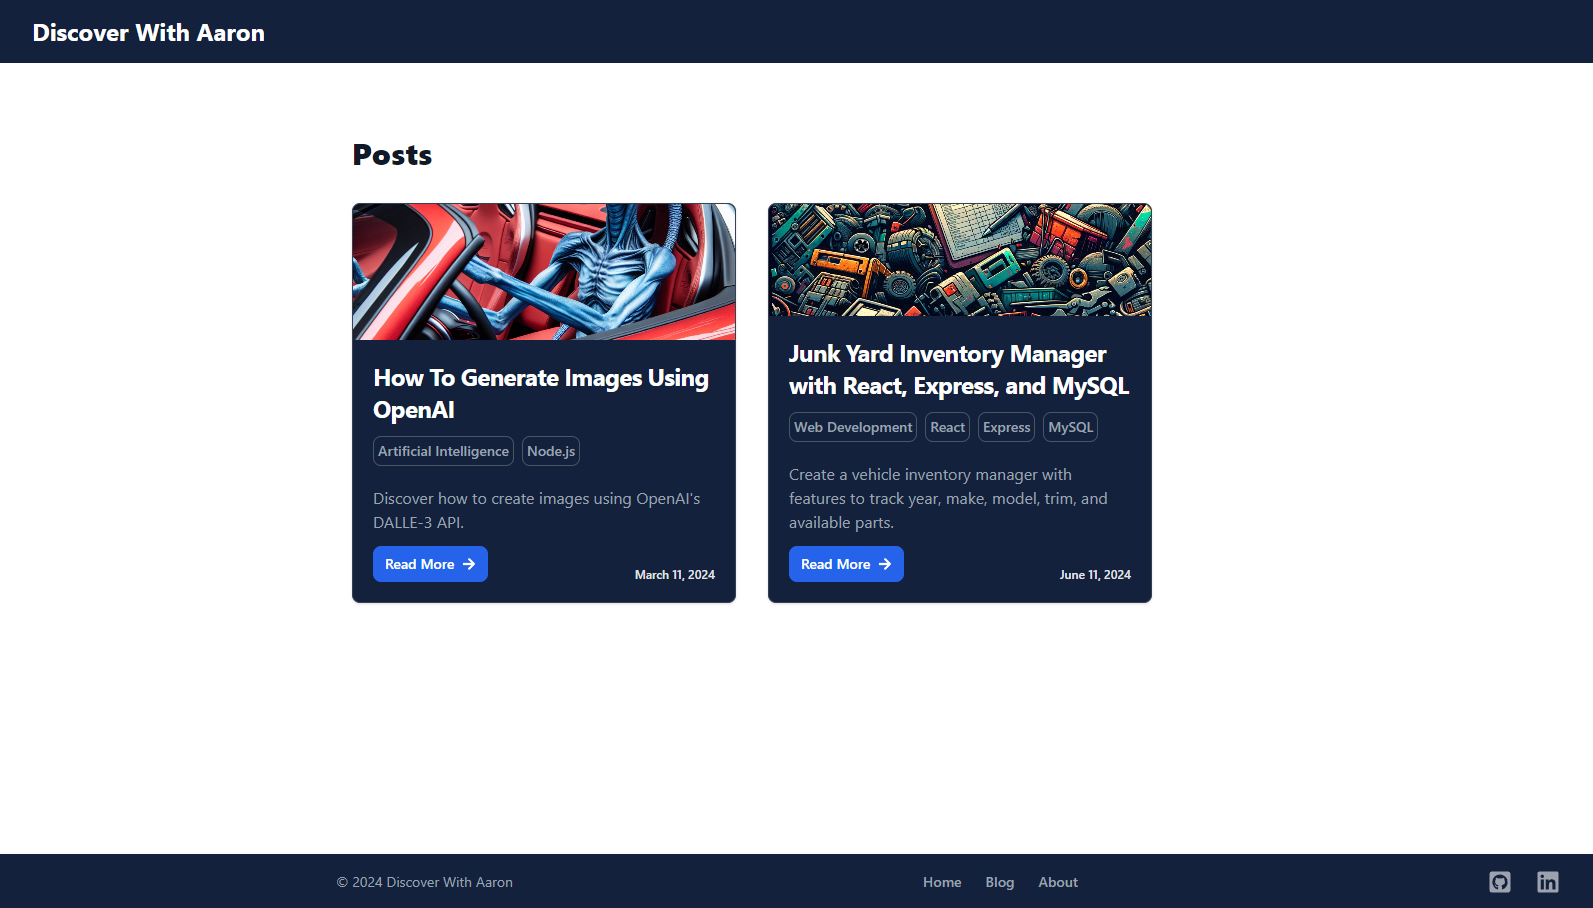 Discover With Aaron
Posts
How To Generate Images Using
OpenAI
Artificial Intelligence Node.js
Discover how to create images using OpenAI's
DALLE-3 API.
Read More
March 11, 2024
Junk Yard Inventory Manager
with React, Express, and MySQL
Web Development React Express MySQL
Create a vehicle inventory manager with
features to track year, make, model, trim, and
available parts.
Read More
June 11, 2024
© 2024 Discover With Aaron
Home Blog About